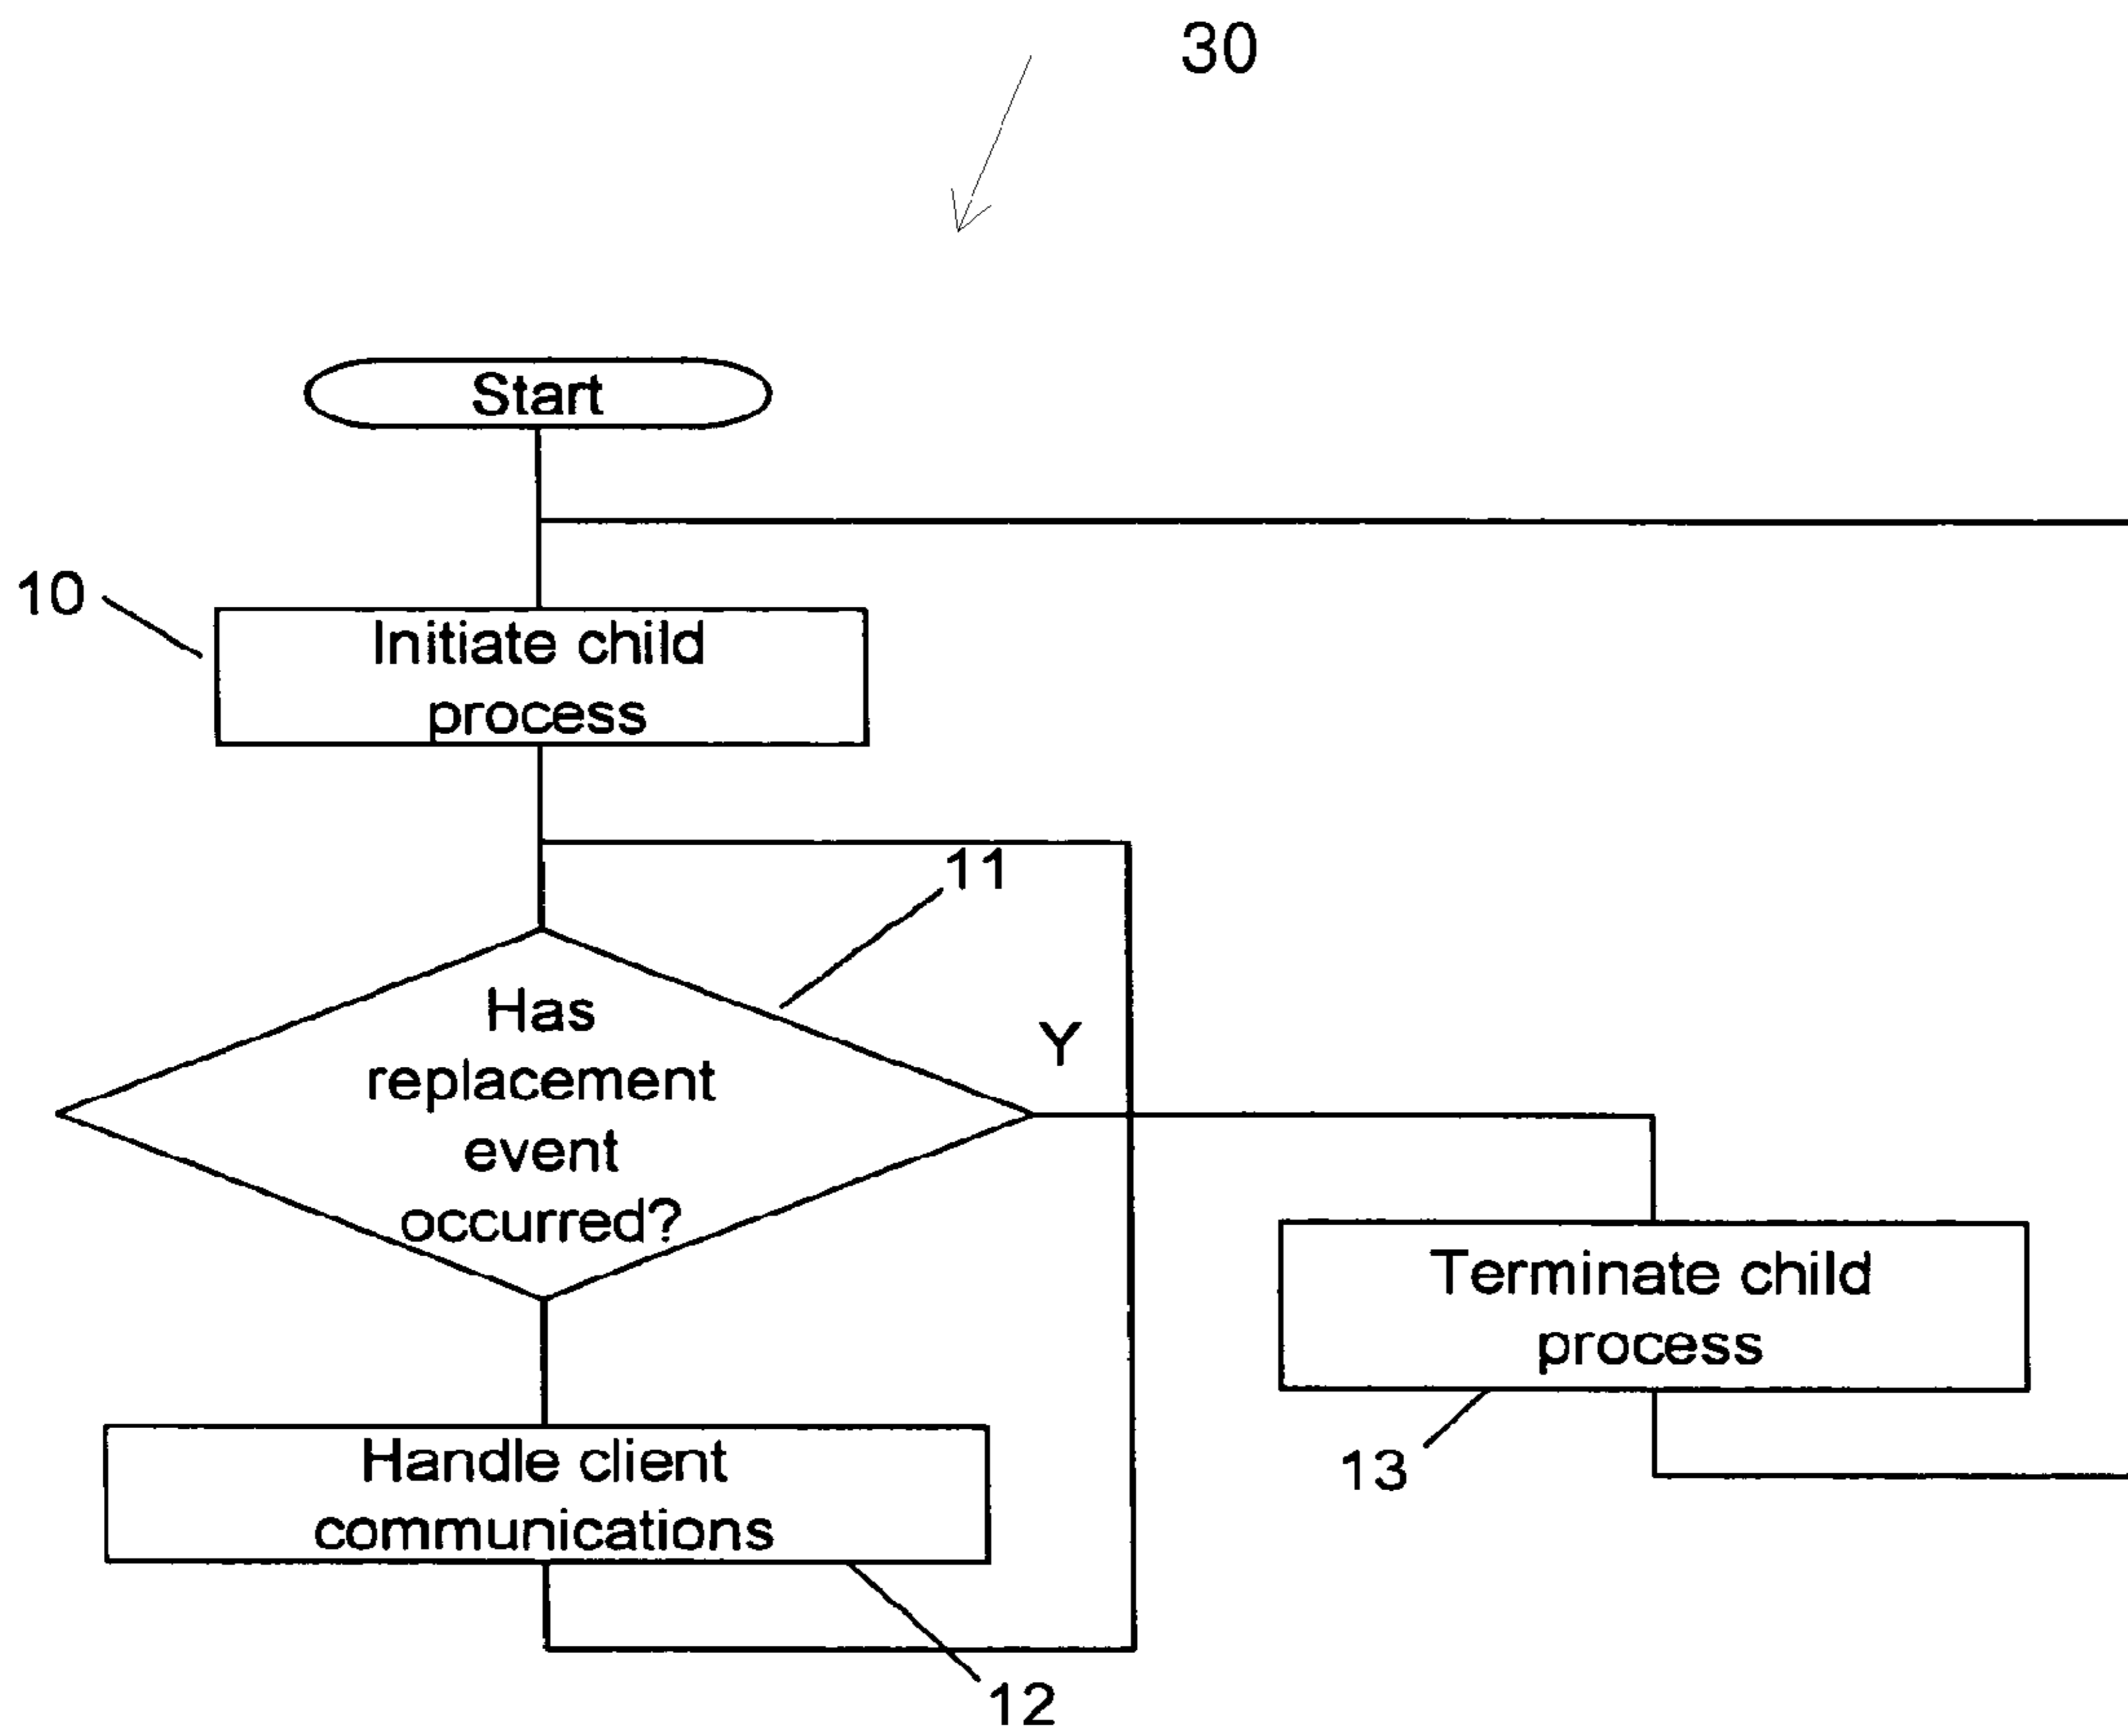 30
Start
10
Initiate child
process
11
Has
replacement
event
occurred?
Y
Terminate child
process
13
Handle client
communications
12